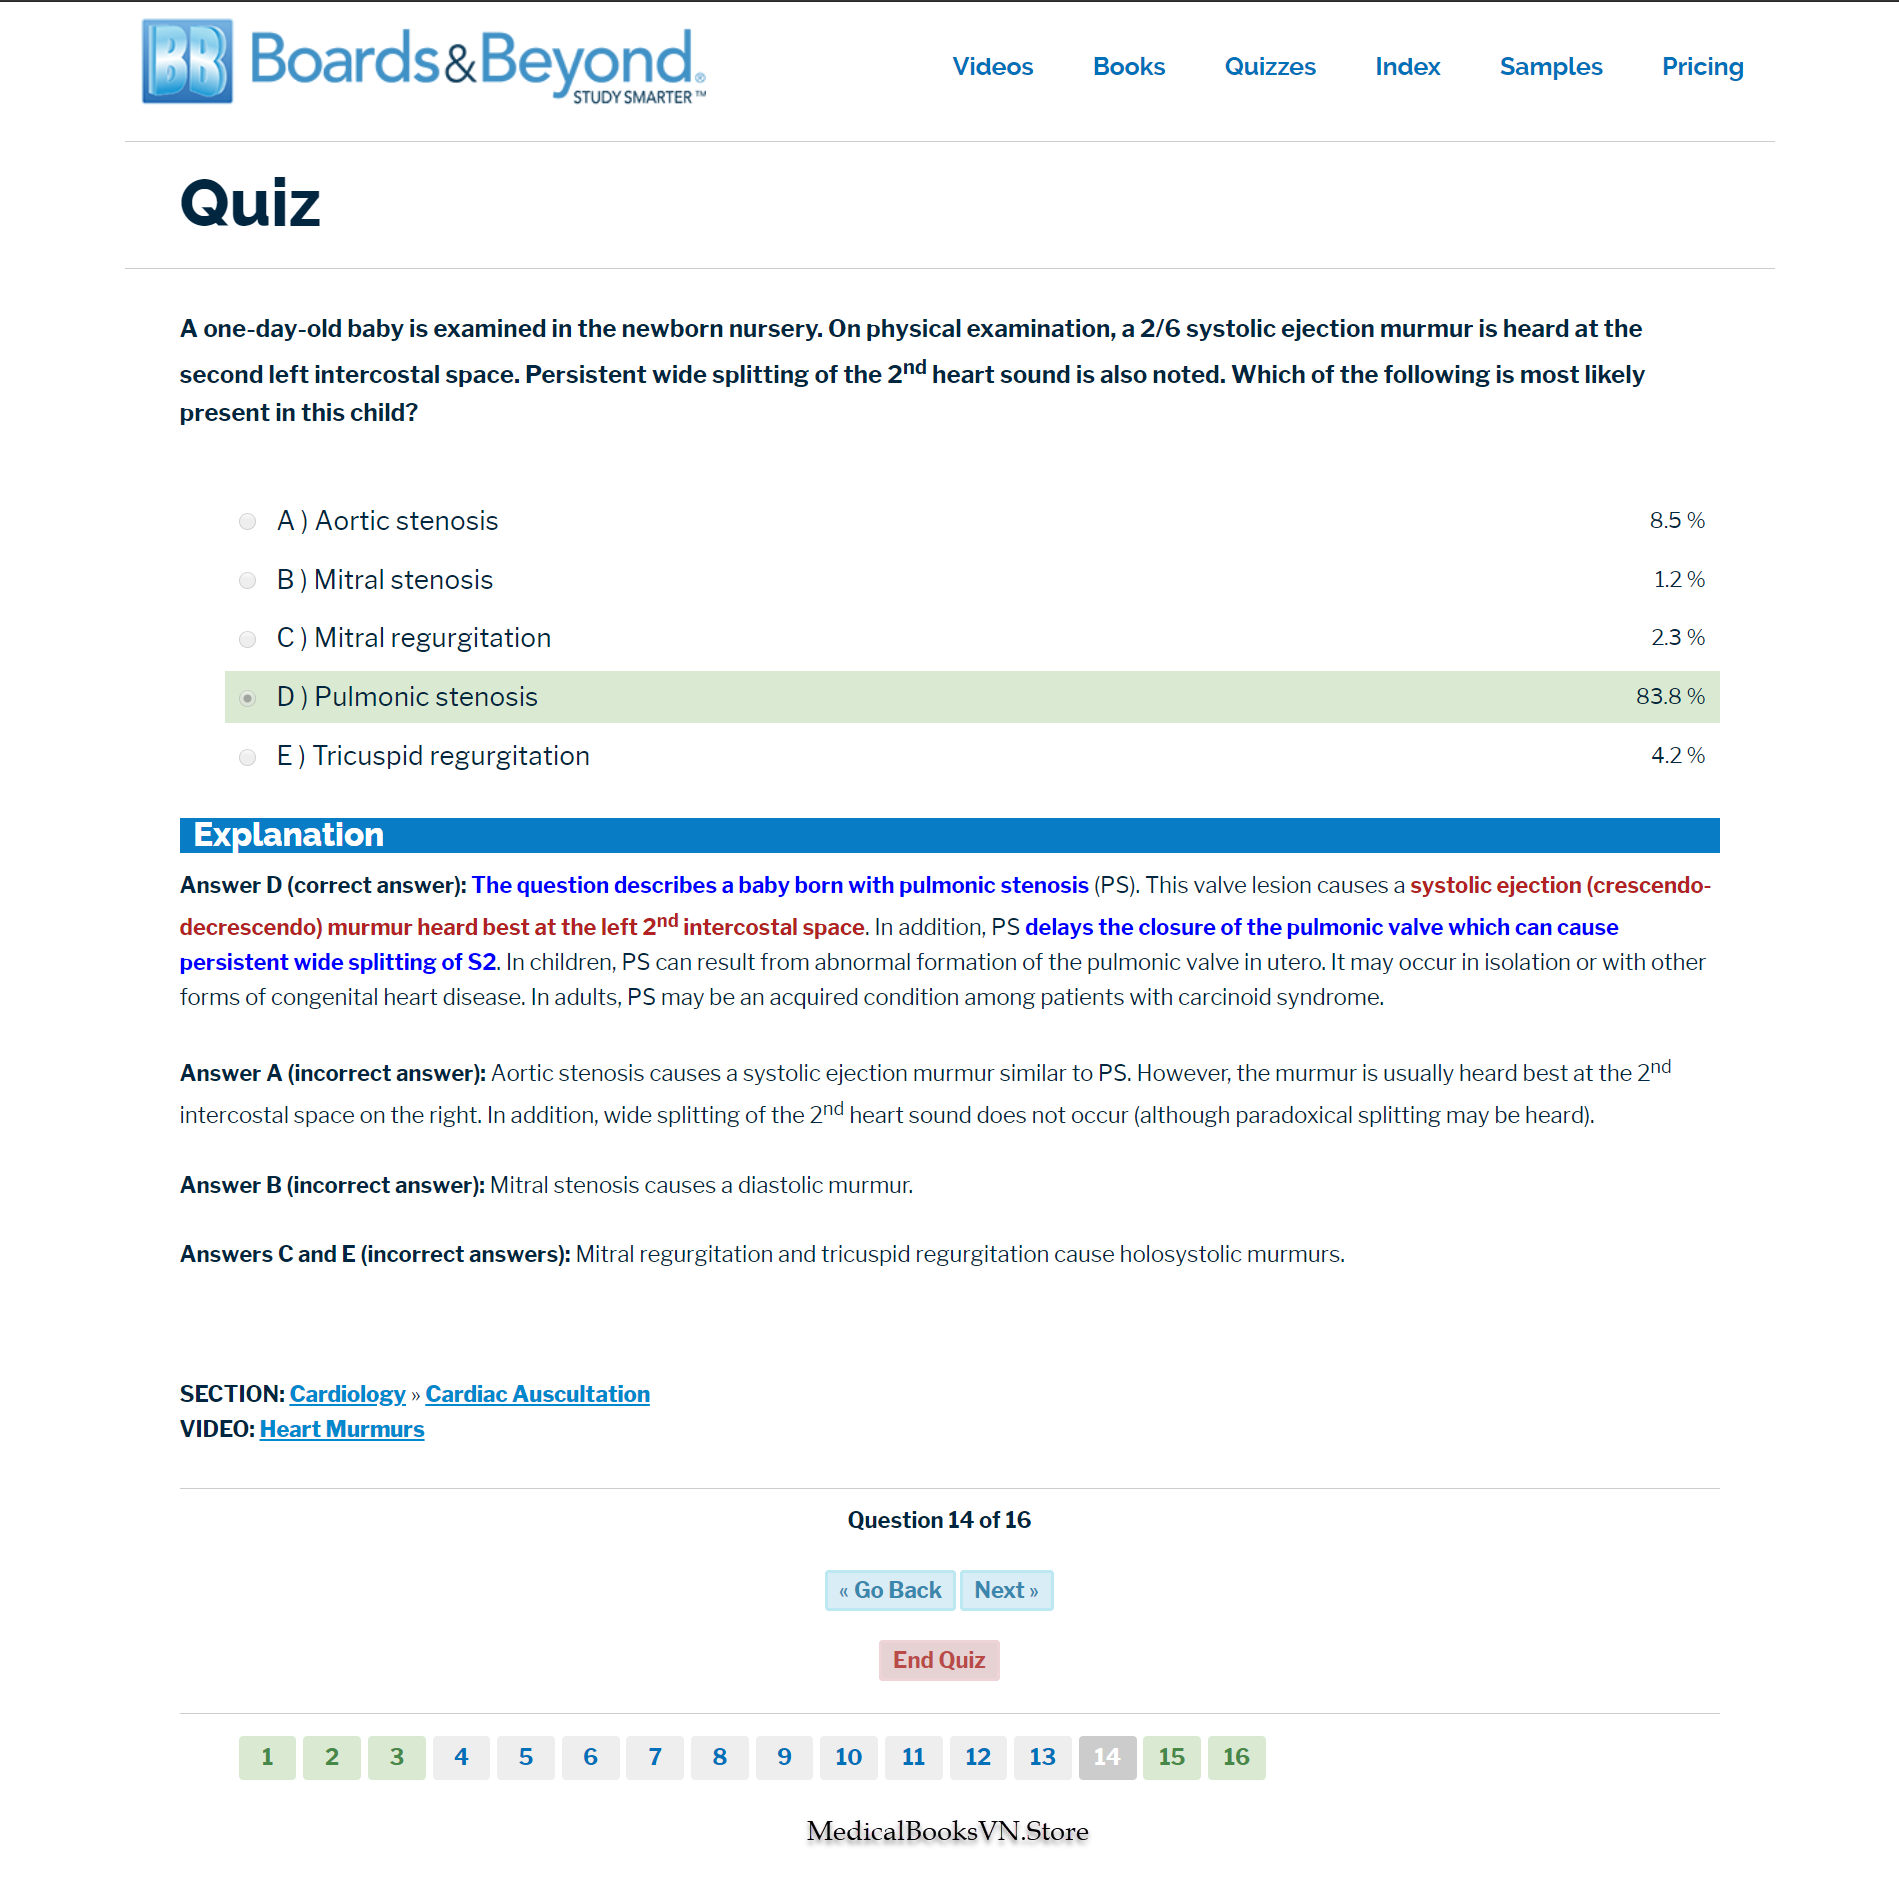 BB Boards&Beyond®
STUDY SMARTER™
Videos Books Quizzes Index Samples Pricing
Quiz
A one-day-old baby is examined in the newborn nursery. On physical examination, a 2/6 systolic ejection murmur is heard at the
second left intercostal space. Persistent wide splitting of the 2nd heart sound is also noted. Which of the following is most likely
present in this child?
A ) Aortic stenosis 8.5 %
B ) Mitral stenosis 1.2 %
C ) Mitral regurgitation 2.3 %
D ) Pulmonic stenosis 83.8 %
E ) Tricuspid regurgitation 4.2 %
Explanation
Answer D (correct answer): The question describes a baby born with pulmonic stenosis (PS). This valve lesion causes a systolic ejection (crescendo-
decrescendo) murmur heard best at the left 2nd intercostal space. In addition, PS delays the closure of the pulmonic valve which can cause
persistent wide splitting of S2. In children, PS can result from abnormal formation of the pulmonic valve in utero. It may occur in isolation or with other
forms of congenital heart disease. In adults, PS may be an acquired condition among patients with carcinoid syndrome.
Answer A (incorrect answer): Aortic stenosis causes a systolic ejection murmur similar to PS. However, the murmur is usually heard best at the 2nd
intercostal space on the right. In addition, wide splitting of the 2nd heart sound does not occur (although paradoxical splitting may be heard).
Answer B (incorrect answer): Mitral stenosis causes a diastolic murmur.
Answers C and E (incorrect answers): Mitral regurgitation and tricuspid regurgitation cause holosystolic murmurs.
SECTION: Cardiology » Cardiac Auscultation
VIDEO: Heart Murmurs
Question 14 of 16
« Go Back Next »
End Quiz
1 2 3 4 5 6 7 8 9 10 11 12 13 14 15 16
MedicalBooksVN.Store